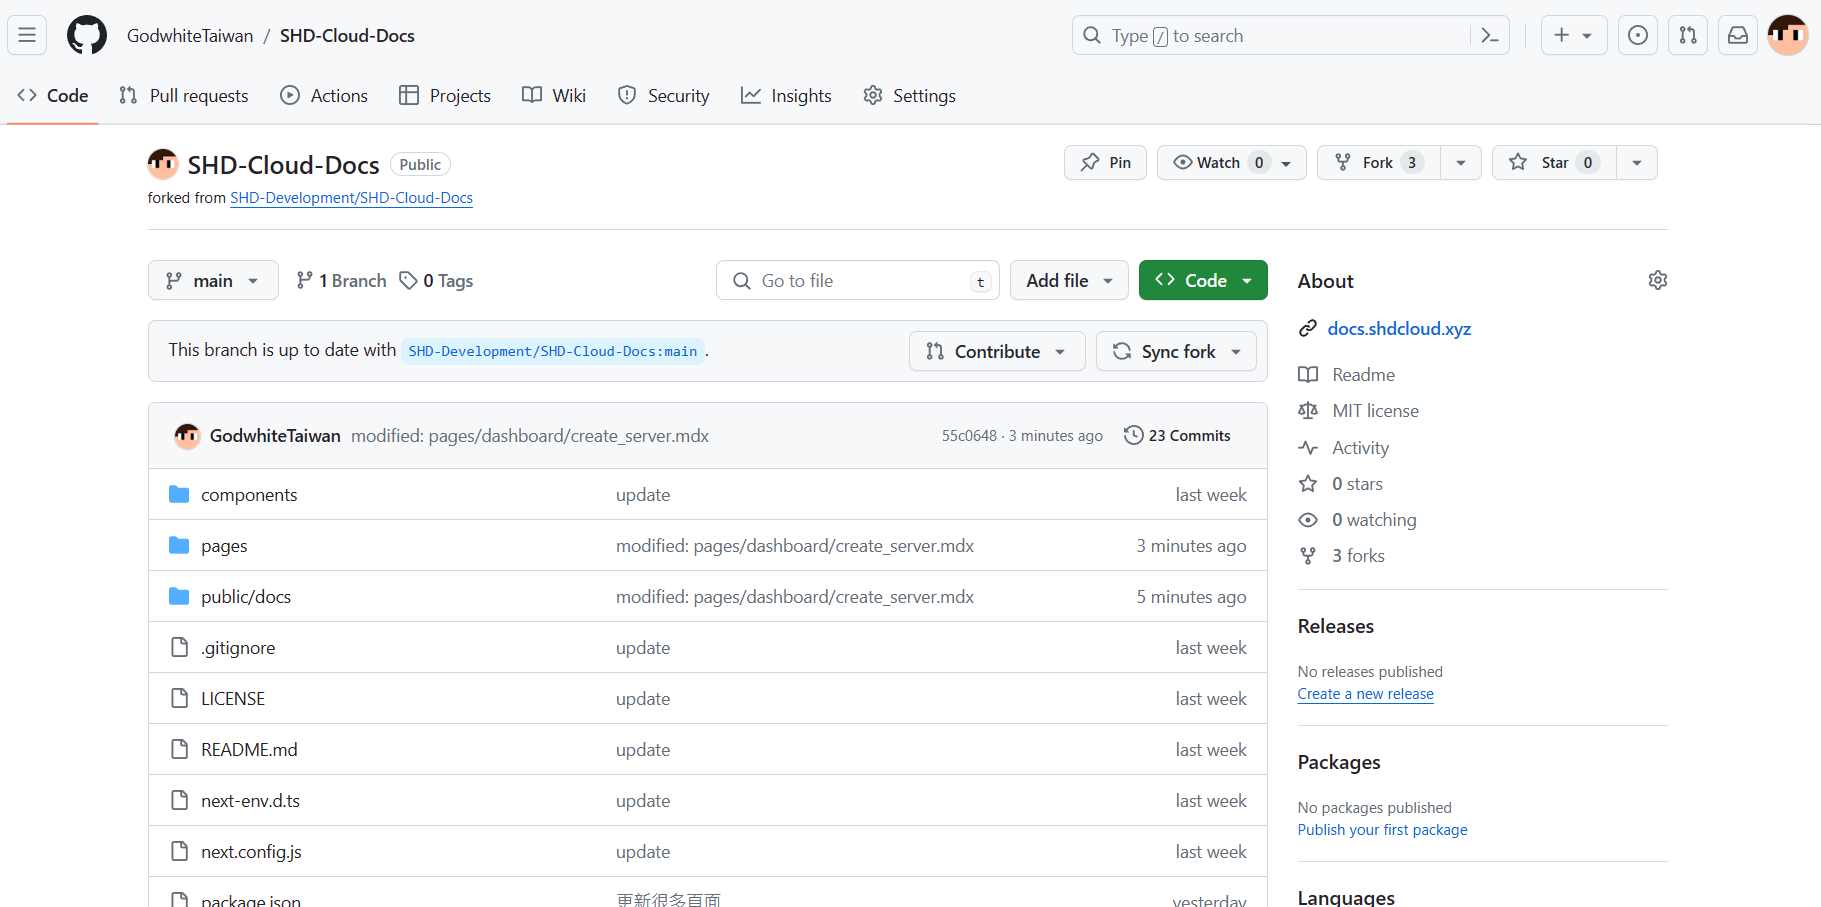 GodwhiteTaiwan / SHD-Cloud-Docs
Type / to search
Code Pull requests Actions Projects Wiki Security Insights Settings
SHD-Cloud-Docs Public
Pin Watch 0 Fork 3 Star 0
forked from SHD-Development/SHD-Cloud-Docs
main 1 Branch 0 Tags
Go to file t Add file Code
This branch is up to date with SHD-Development/SHD-Cloud-Docs:main .
Contribute Sync fork
GodwhiteTaiwan modified: pages/dashboard/create_server.mdx 55c0648 · 3 minutes ago 23 Commits
components update last week
pages modified: pages/dashboard/create_server.mdx 3 minutes ago
public/docs modified: pages/dashboard/create_server.mdx 5 minutes ago
.gitignore update last week
LICENSE update last week
README.md update last week
next-env.d.ts update last week
next.config.js update last week
package.json 更新很多頁面 yesterday
About
docs.shdcloud.xyz
Readme
MIT license
Activity
0 stars
0 watching
3 forks
Releases
No releases published
Create a new release
Packages
No packages published
Publish your first package
Languages